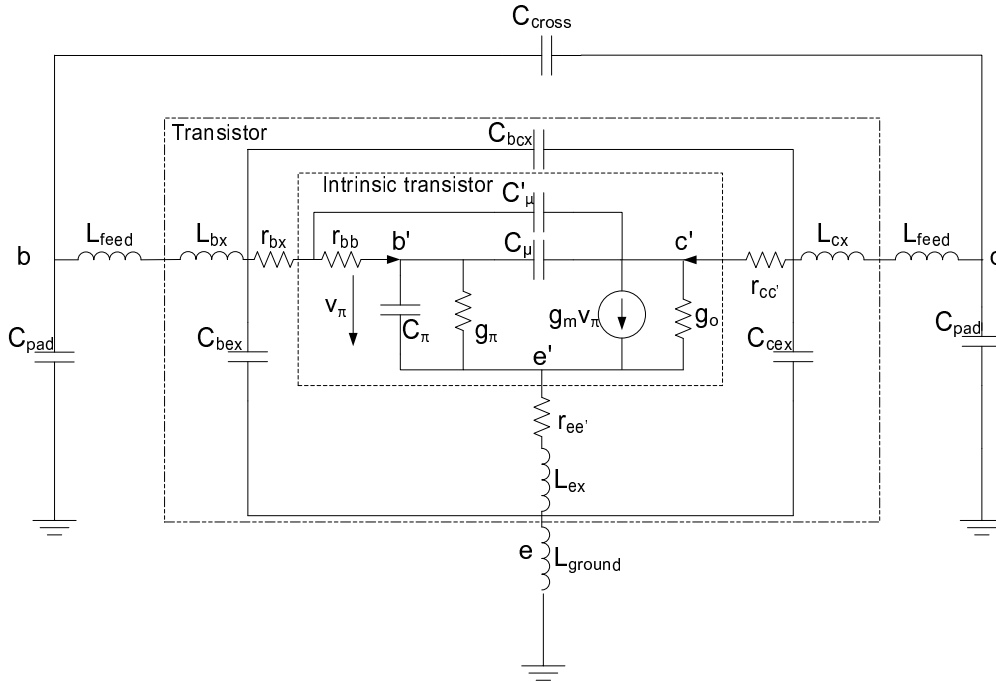 C_cross
Transistor
C_bcx
Intrinsic transistor
C'_μ
b
L_feed
L_bx
r_bx
r_bb
b'
C_μ
c'
L_cx
L_feed
c
r_cc'
v_π
C_π
g_π
g_m v_π
g_o
C_pad
C_bex
C_cex
C_pad
e'
r_ee'
L_ex
e
L_ground